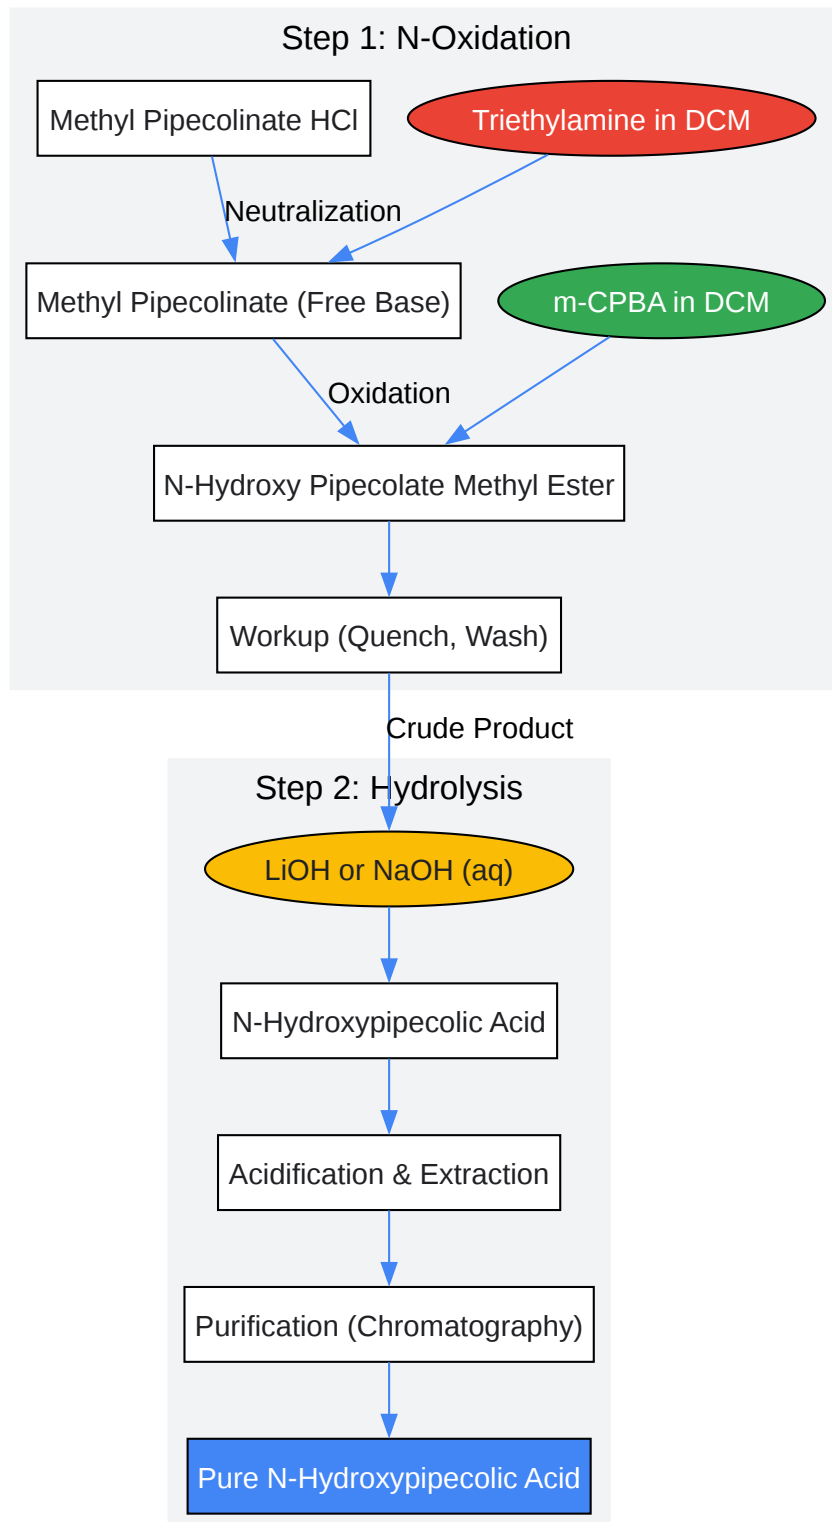 Step 1: N-Oxidation
Methyl Pipecolinate HCl
Triethylamine in DCM
Neutralization
Methyl Pipecolinate (Free Base)
m-CPBA in DCM
Oxidation
N-Hydroxy Pipecolate Methyl Ester
Workup (Quench, Wash)
Crude Product
Step 2: Hydrolysis
LiOH or NaOH (aq)
N-Hydroxypipecolic Acid
Acidification & Extraction
Purification (Chromatography)
Pure N-Hydroxypipecolic Acid